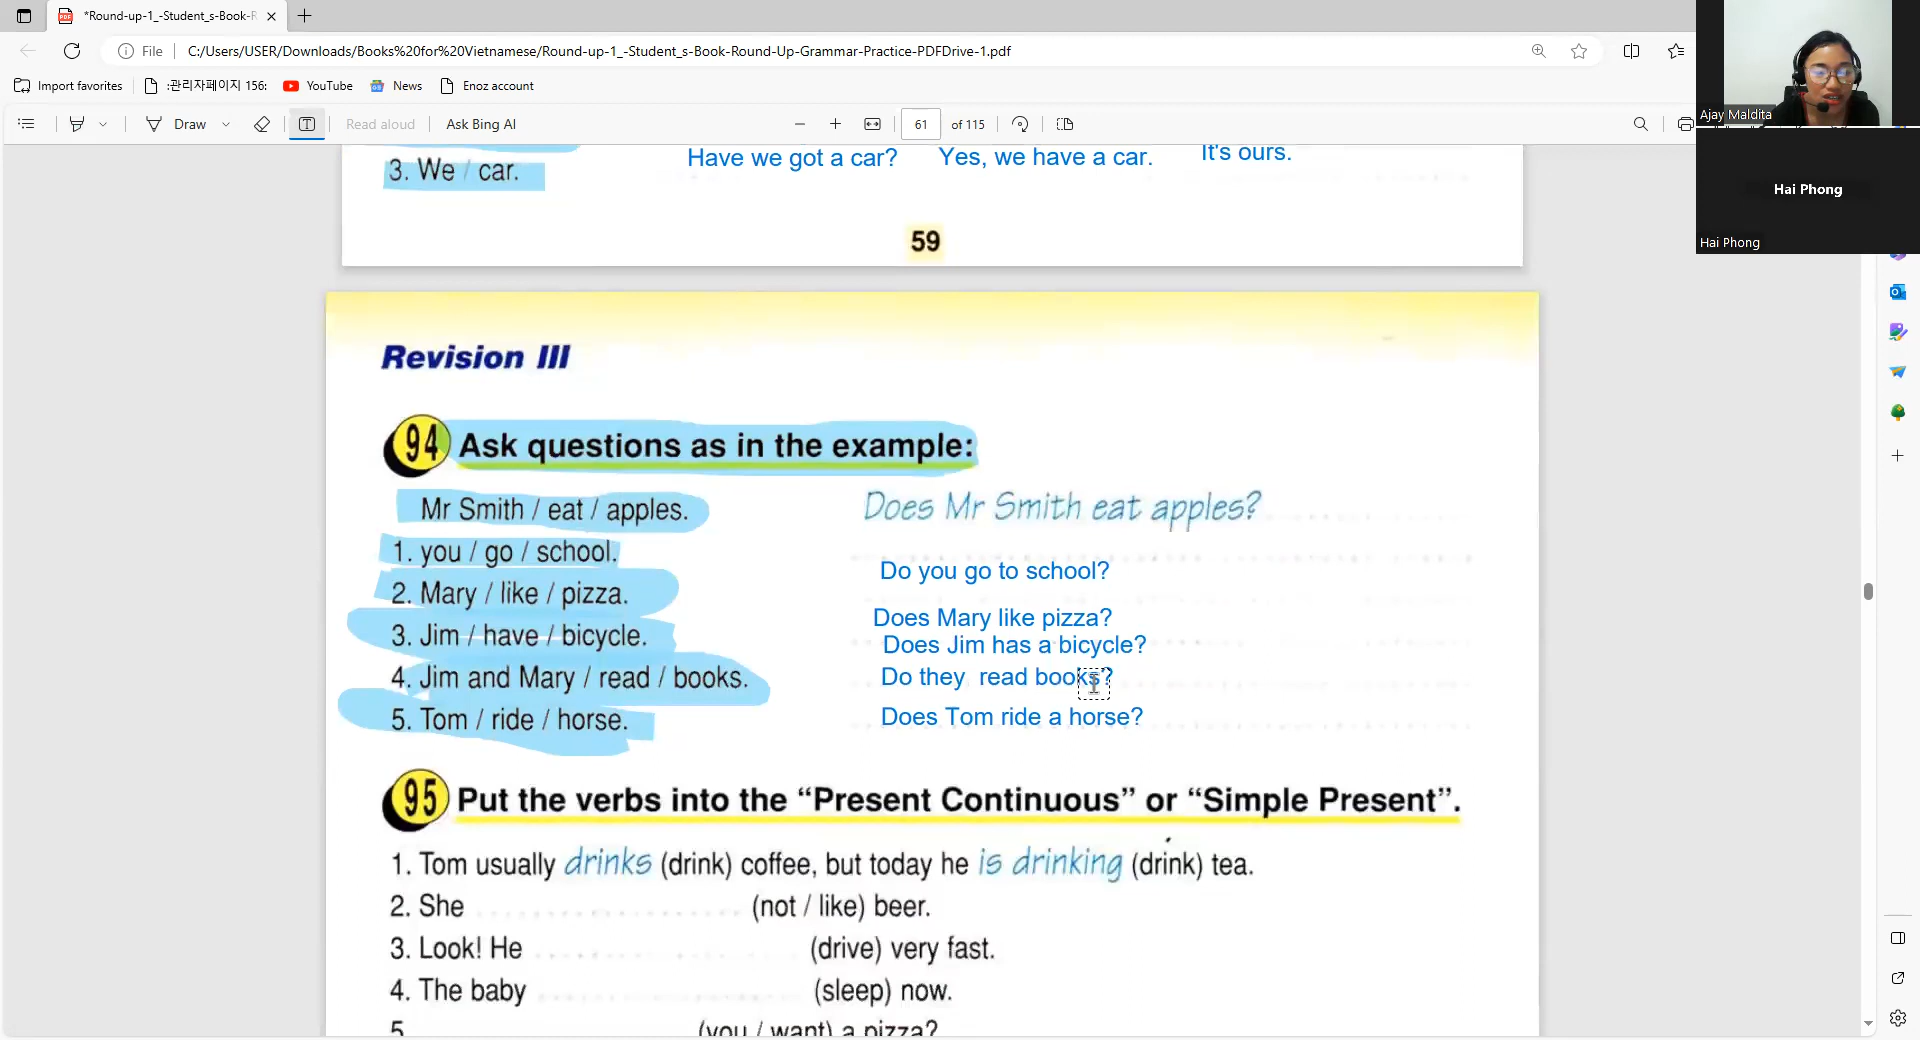 *Round-up-1_-Student_s-Book-R
File C:/Users/USER/Downloads/Books%20for%20Vietnamese/Round-up-1_-Student_s-Book-Round-Up-Grammar-Practice-PDFDrive-1.pdf
Import favorites :관리자페이지 156: YouTube News Enoz account
Draw Read aloud Ask Bing AI 61 of 115
Ajay Maldita
Hai Phong
Hai Phong
3. We / car. Have we got a car? Yes, we have a car. It's ours.
59
Revision III
94 Ask questions as in the example:
Mr Smith / eat / apples. Does Mr Smith eat apples?
1. you / go / school. Do you go to school?
2. Mary / like / pizza. Does Mary like pizza?
3. Jim / have / bicycle. Does Jim has a bicycle?
4. Jim and Mary / read / books. Do they read books?
5. Tom / ride / horse. Does Tom ride a horse?
95 Put the verbs into the “Present Continuous” or “Simple Present”.
1. Tom usually drinks (drink) coffee, but today he is drinking (drink) tea.
2. She (not / like) beer.
3. Look! He (drive) very fast.
4. The baby (sleep) now.
5. (you / want) a pizza?